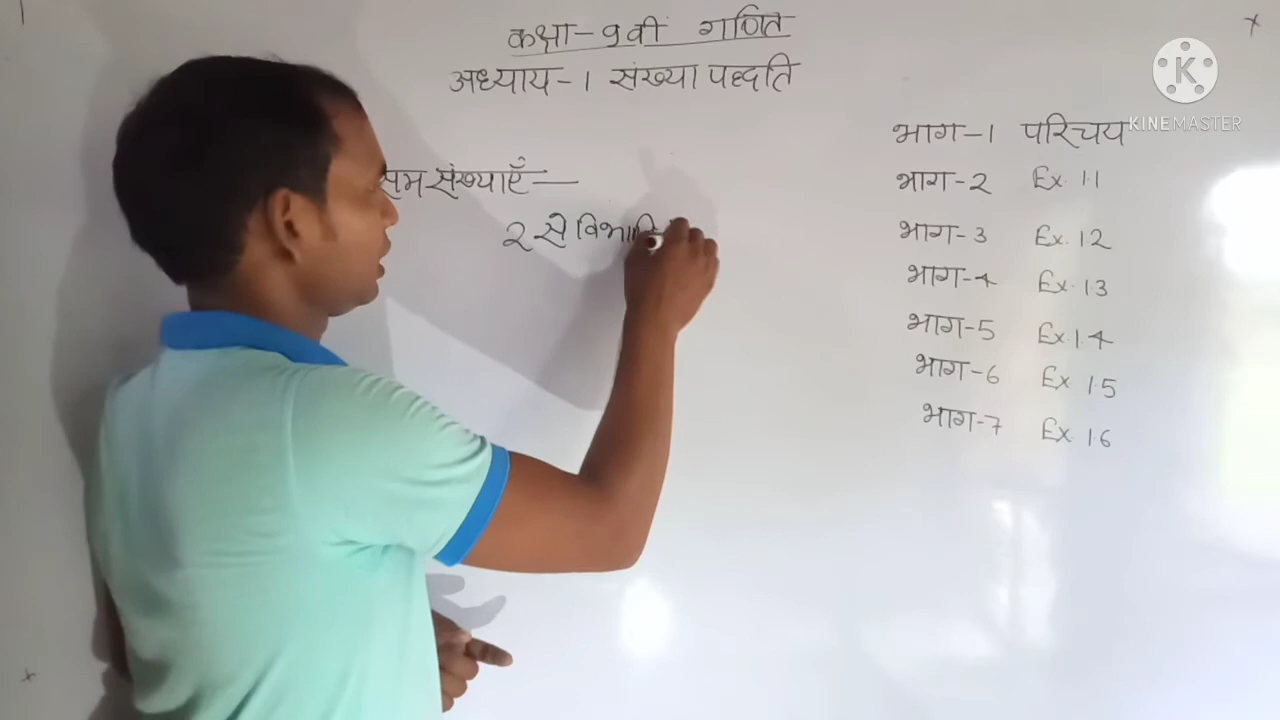 कक्षा-9वीं गणित
अध्याय-1 संख्या पद्दति
सम संख्याएँ—
2 से विभाि
भाग-1 परिचय
भाग-2 Ex. 1.1
भाग-3 Ex. 1.2
भाग-4 Ex. 1.3
भाग-5 Ex. 1.4
भाग-6 Ex 1.5
भाग-7 Ex. 1.6
KINEMASTER